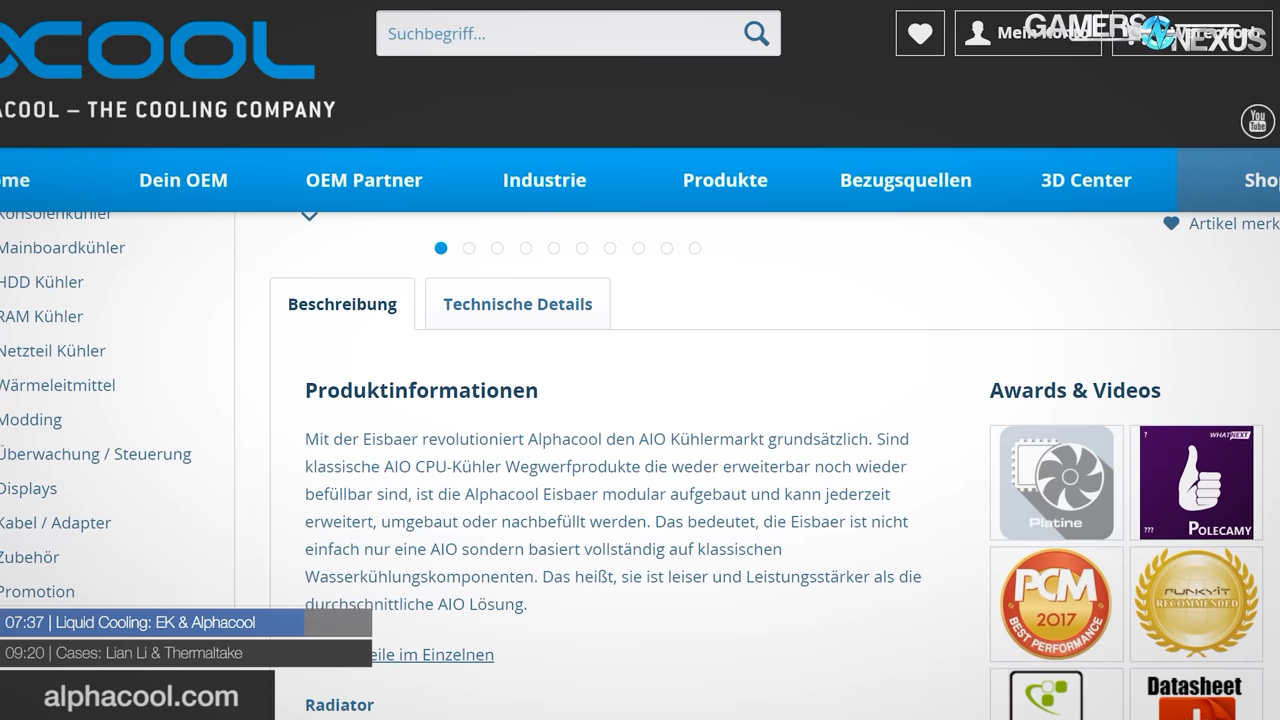 COOL
ACOOL – THE COOLING COMPANY
Suchbegriff...
Mein Konto
GAMERS
NEXUS
You
Tube
ome
Dein OEM
OEM Partner
Industrie
Produkte
Bezugsquellen
3D Center
Shop
Konsolenkühler
Mainboardkühler
HDD Kühler
RAM Kühler
Netzteil Kühler
Wärmeleitmittel
Modding
Überwachung / Steuerung
Displays
Kabel / Adapter
Zubehör
Promotion
Artikel merk
Beschreibung
Technische Details
Produktinformationen
Mit der Eisbaer revolutioniert Alphacool den AIO Kühlermarkt grundsätzlich. Sind
klassische AIO CPU-Kühler Wegwerfprodukte die weder erweiterbar noch wieder
befüllbar sind, ist die Alphacool Eisbaer modular aufgebaut und kann jederzeit
erweitert, umgebaut oder nachbefüllt werden. Das bedeutet, die Eisbaer ist nicht
einfach nur eine AIO sondern basiert vollständig auf klassischen
Wasserkühlungskomponenten. Das heißt, sie ist leiser und Leistungsstärker als die
durchschnittliche AIO Lösung.
eile im Einzelnen
Radiator
Awards & Videos
Platine
? WHATNEXT
??? POLECAMY
PCM
2017
BEST PERFORMANCE
FUNKYKIT
RECOMMENDED
Datasheet
07:37 | Liquid Cooling: EK & Alphacool
09:20 | Cases: Lian Li & Thermaltake
alphacool.com